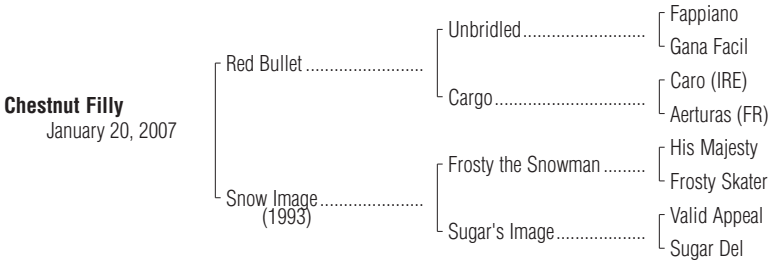 Fappiano
Unbridled
Gana Facil
Red Bullet
Caro (IRE)
Cargo
Aerturas (FR)
Chestnut Filly
January 20, 2007
His Majesty
Frosty the Snowman
Frosty Skater
Snow Image
(1993)
Valid Appeal
Sugar's Image
Sugar Del